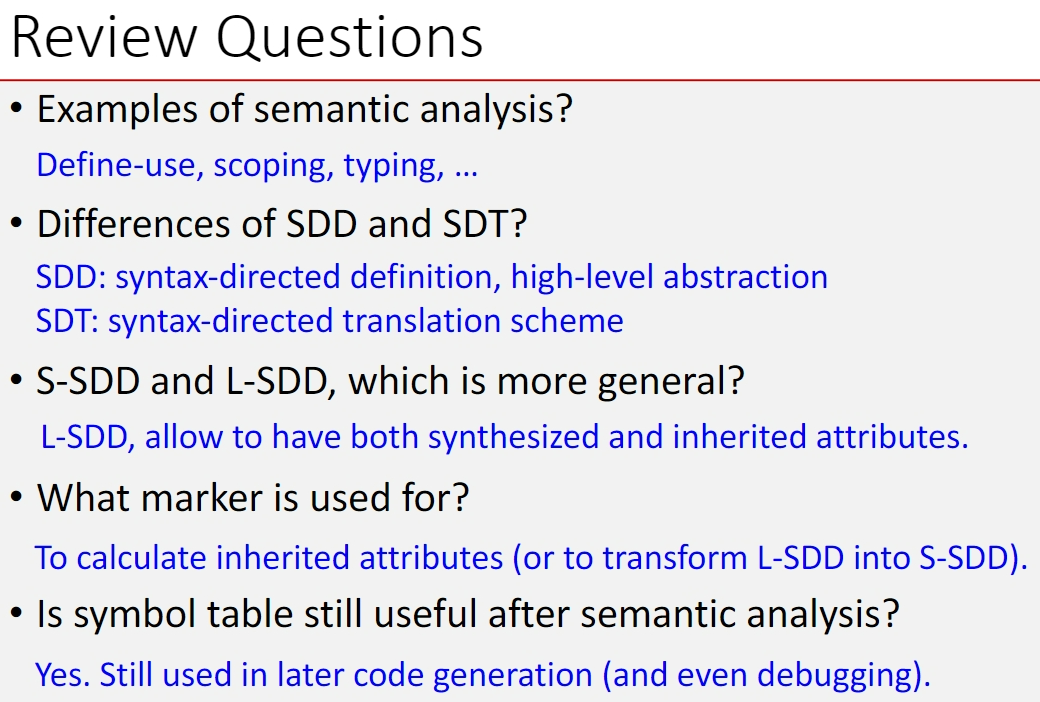 Review Questions
• Examples of semantic analysis?
Define-use, scoping, typing, …
• Differences of SDD and SDT?
SDD: syntax-directed definition, high-level abstraction
SDT: syntax-directed translation scheme
• S-SDD and L-SDD, which is more general?
L-SDD, allow to have both synthesized and inherited attributes.
• What marker is used for?
To calculate inherited attributes (or to transform L-SDD into S-SDD).
• Is symbol table still useful after semantic analysis?
Yes. Still used in later code generation (and even debugging).